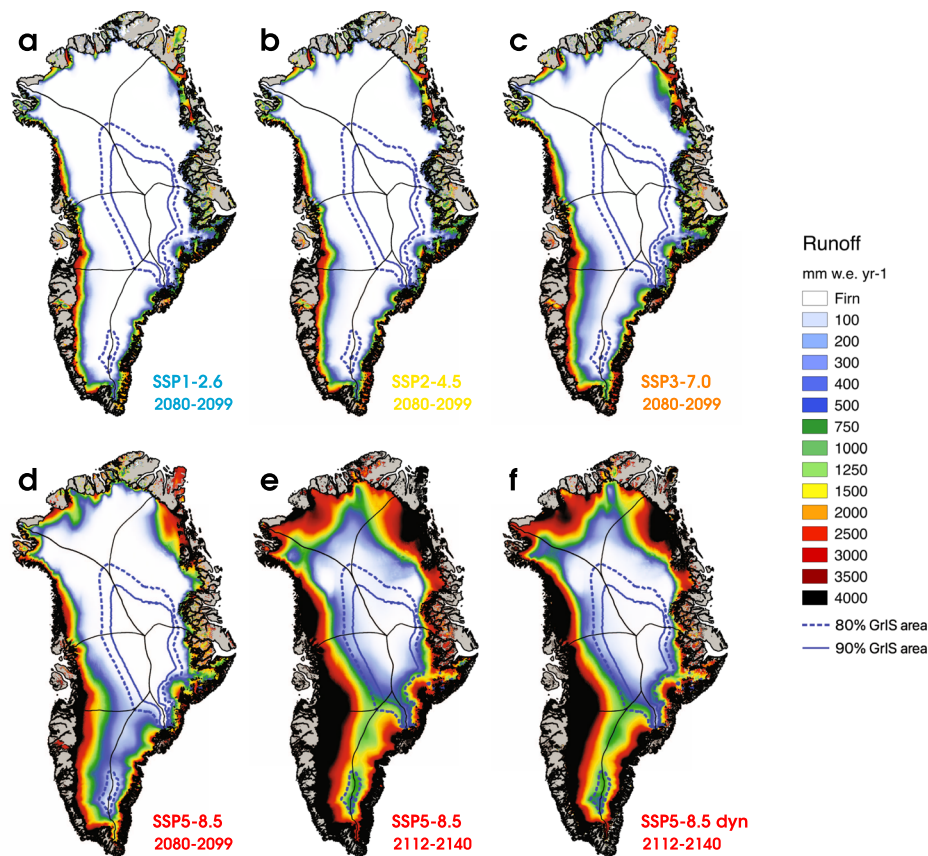 a
b
c
SSP1-2.6
2080-2099
SSP2-4.5
2080-2099
SSP3-7.0
2080-2099
Runoff
mm w.e. yr-1
Firn
100
200
300
400
500
750
1000
1250
1500
2000
2500
3000
3500
4000
80% GrIS area
90% GrIS area
d
e
f
SSP5-8.5
2080-2099
SSP5-8.5
2112-2140
SSP5-8.5 dyn
2112-2140